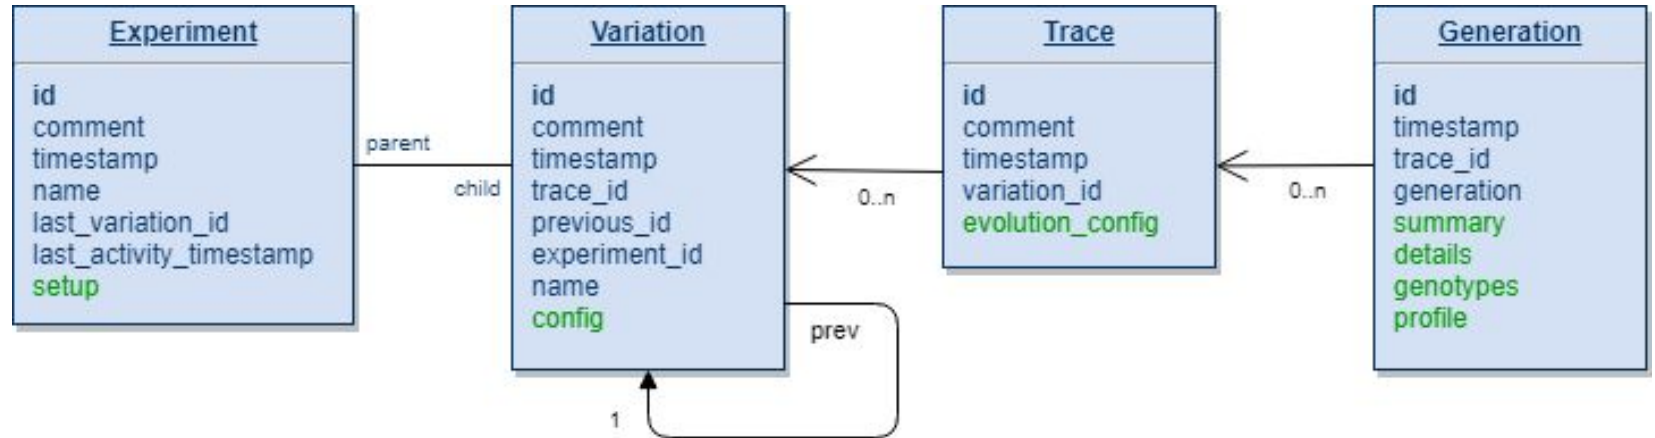 Experiment
id
comment
timestamp
name
last_variation_id
last_activity_timestamp
setup
parent
child
Variation
id
comment
timestamp
trace_id
previous_id
experiment_id
name
config
prev
1
0..n
Trace
id
comment
timestamp
variation_id
evolution_config
0..n
Generation
id
timestamp
trace_id
generation
summary
details
genotypes
profile